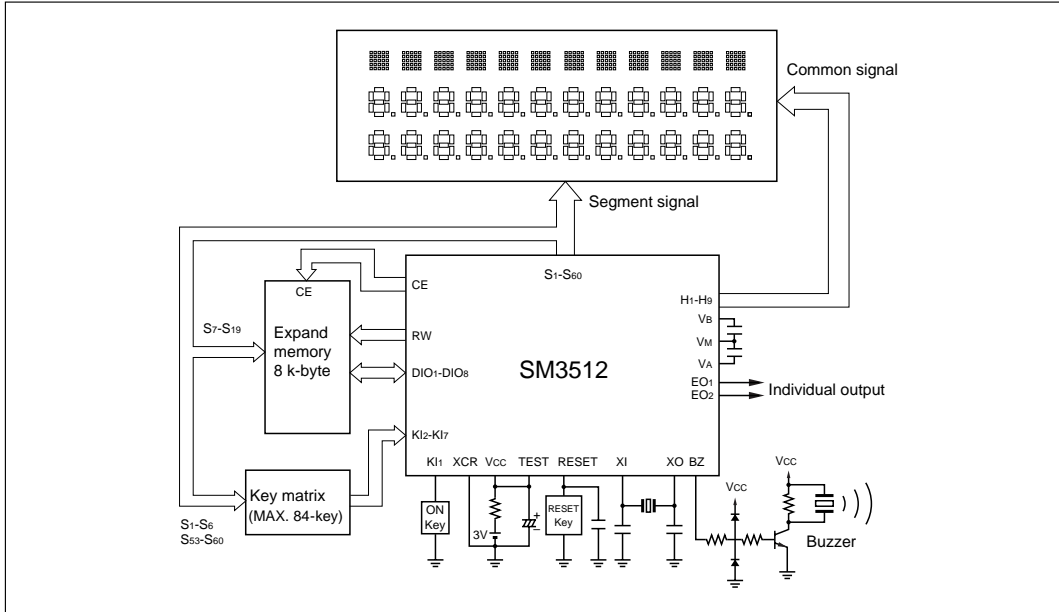 Common signal
Segment signal
S1-S60
CE
CE
H1-H9
S7-S19
Expand
memory
8 k-byte
RW
VB
VM
VA
SM3512
DIO1-DIO8
EO1
EO2
Individual output
KI2-KI7
KI1 XCR VCC TEST RESET XI XO BZ
VCC
VCC
Key matrix
(MAX. 84-key)
ON
Key
+
−
3V
RESET
Key
S1-S6
S53-S60
Buzzer